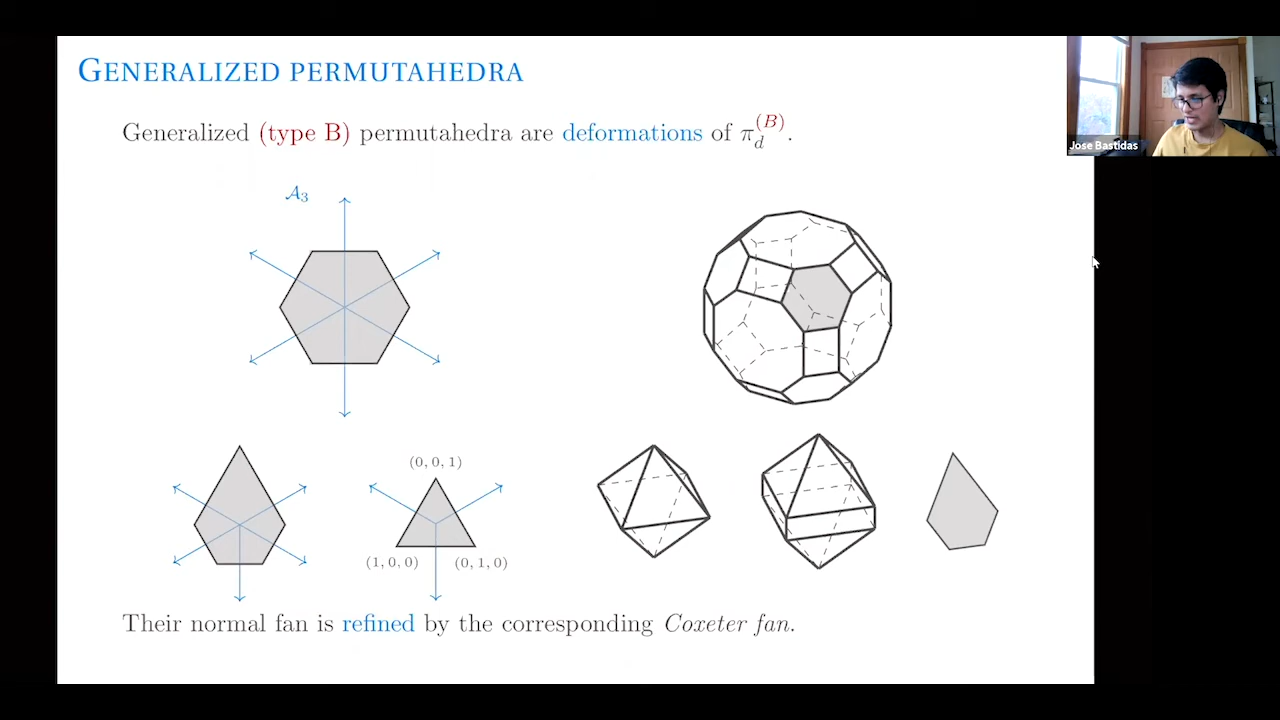 GENERALIZED PERMUTAHEDRA
Generalized (type B) permutahedra are deformations of π_d^(B).
Jose Bastidas
A₃
(0, 0, 1)
(1, 0, 0) (0, 1, 0)
Their normal fan is refined by the corresponding Coxeter fan.